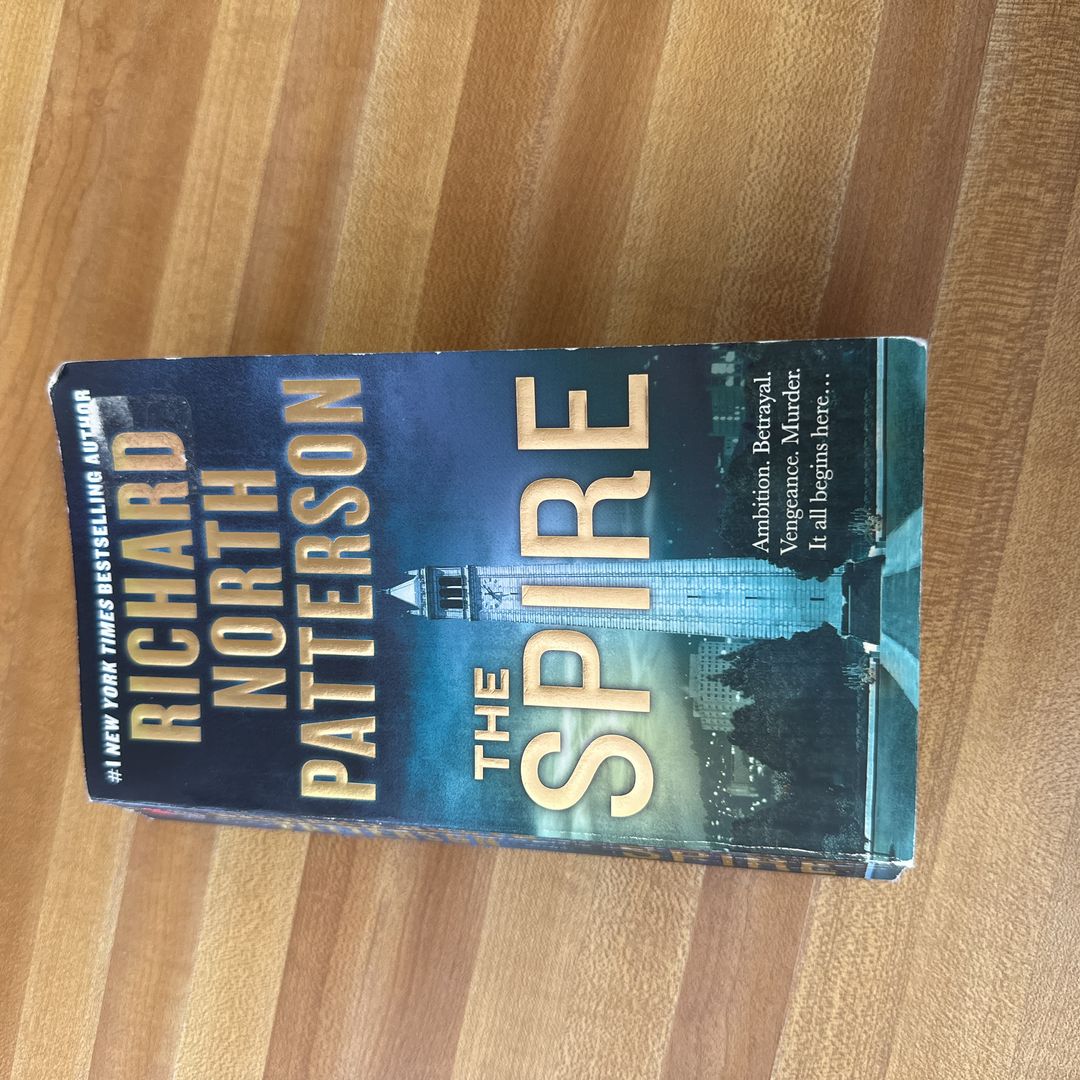 #1 NEW YORK TIMES BESTSELLING AUTHOR
RICHARD
NORTH
PATTERSON
THE
SPIRE
Ambition. Betrayal.
Vengeance. Murder.
It all begins here...
SPIRE